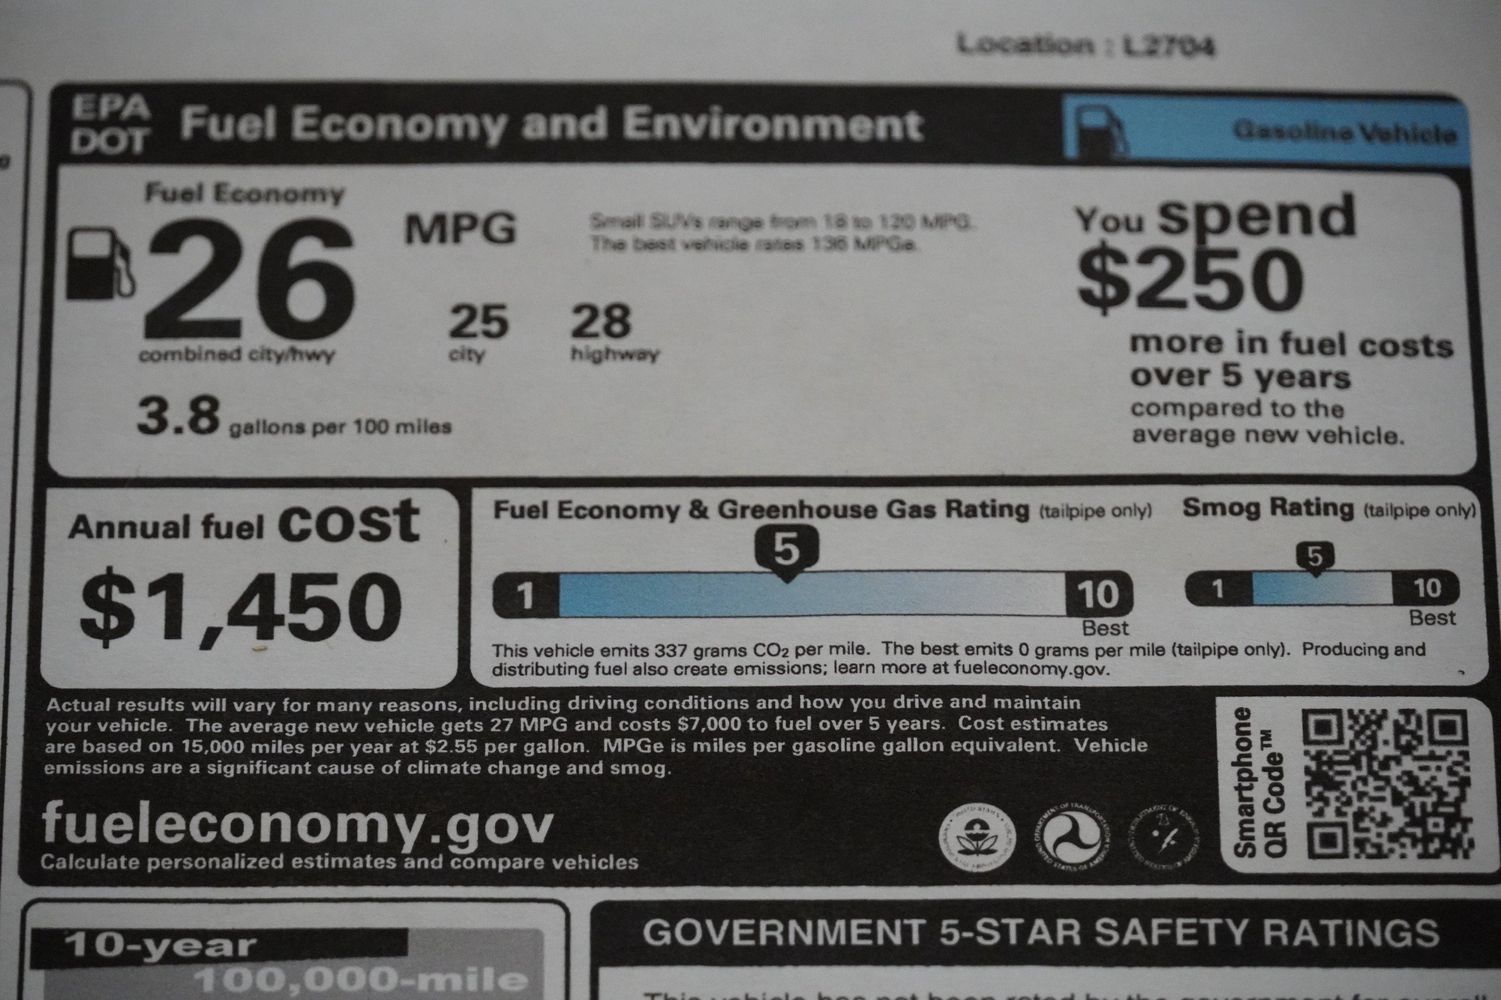 Location : L2704
EPA
DOT
Fuel Economy and Environment
Gasoline Vehicle
Fuel Economy
26
MPG
combined city/hwy
25
city
28
highway
3.8 gallons per 100 miles
Small SUVs range from 18 to 120 MPG.
The best vehicle rates 136 MPGe.
You spend
$250
more in fuel costs
over 5 years
compared to the
average new vehicle.
Annual fuel cost
$1,450
Fuel Economy & Greenhouse Gas Rating (tailpipe only)
5
1
10
Best
Smog Rating (tailpipe only)
5
1
10
Best
This vehicle emits 337 grams CO₂ per mile. The best emits 0 grams per mile (tailpipe only). Producing and
distributing fuel also create emissions; learn more at fueleconomy.gov.
Actual results will vary for many reasons, including driving conditions and how you drive and maintain
your vehicle. The average new vehicle gets 27 MPG and costs $7,000 to fuel over 5 years. Cost estimates
are based on 15,000 miles per year at $2.55 per gallon. MPGe is miles per gasoline gallon equivalent. Vehicle
emissions are a significant cause of climate change and smog.
fueleconomy.gov
Calculate personalized estimates and compare vehicles
Smartphone
QR Code™
10-year
100,000-mile
GOVERNMENT 5-STAR SAFETY RATINGS